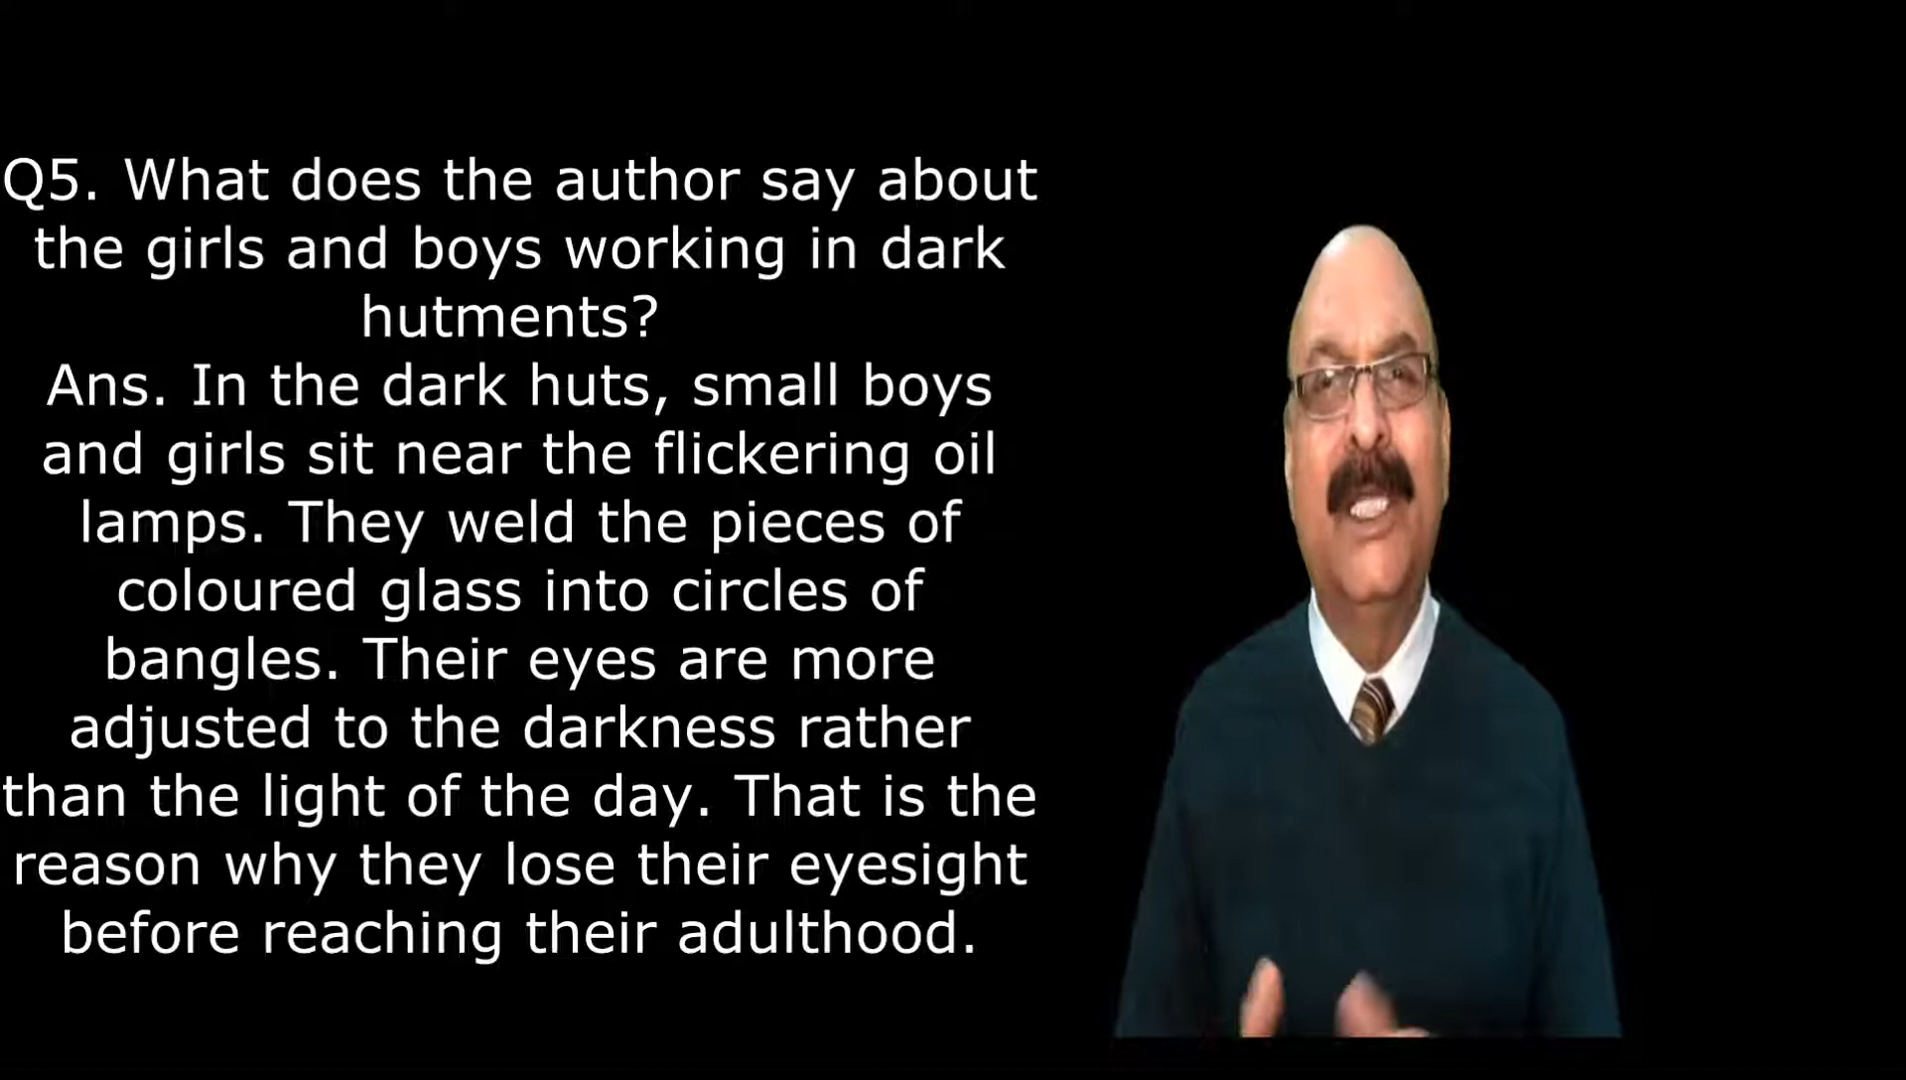 Q5. What does the author say about
the girls and boys working in dark
hutments?
Ans. In the dark huts, small boys
and girls sit near the flickering oil
lamps. They weld the pieces of
coloured glass into circles of
bangles. Their eyes are more
adjusted to the darkness rather
than the light of the day. That is the
reason why they lose their eyesight
before reaching their adulthood.